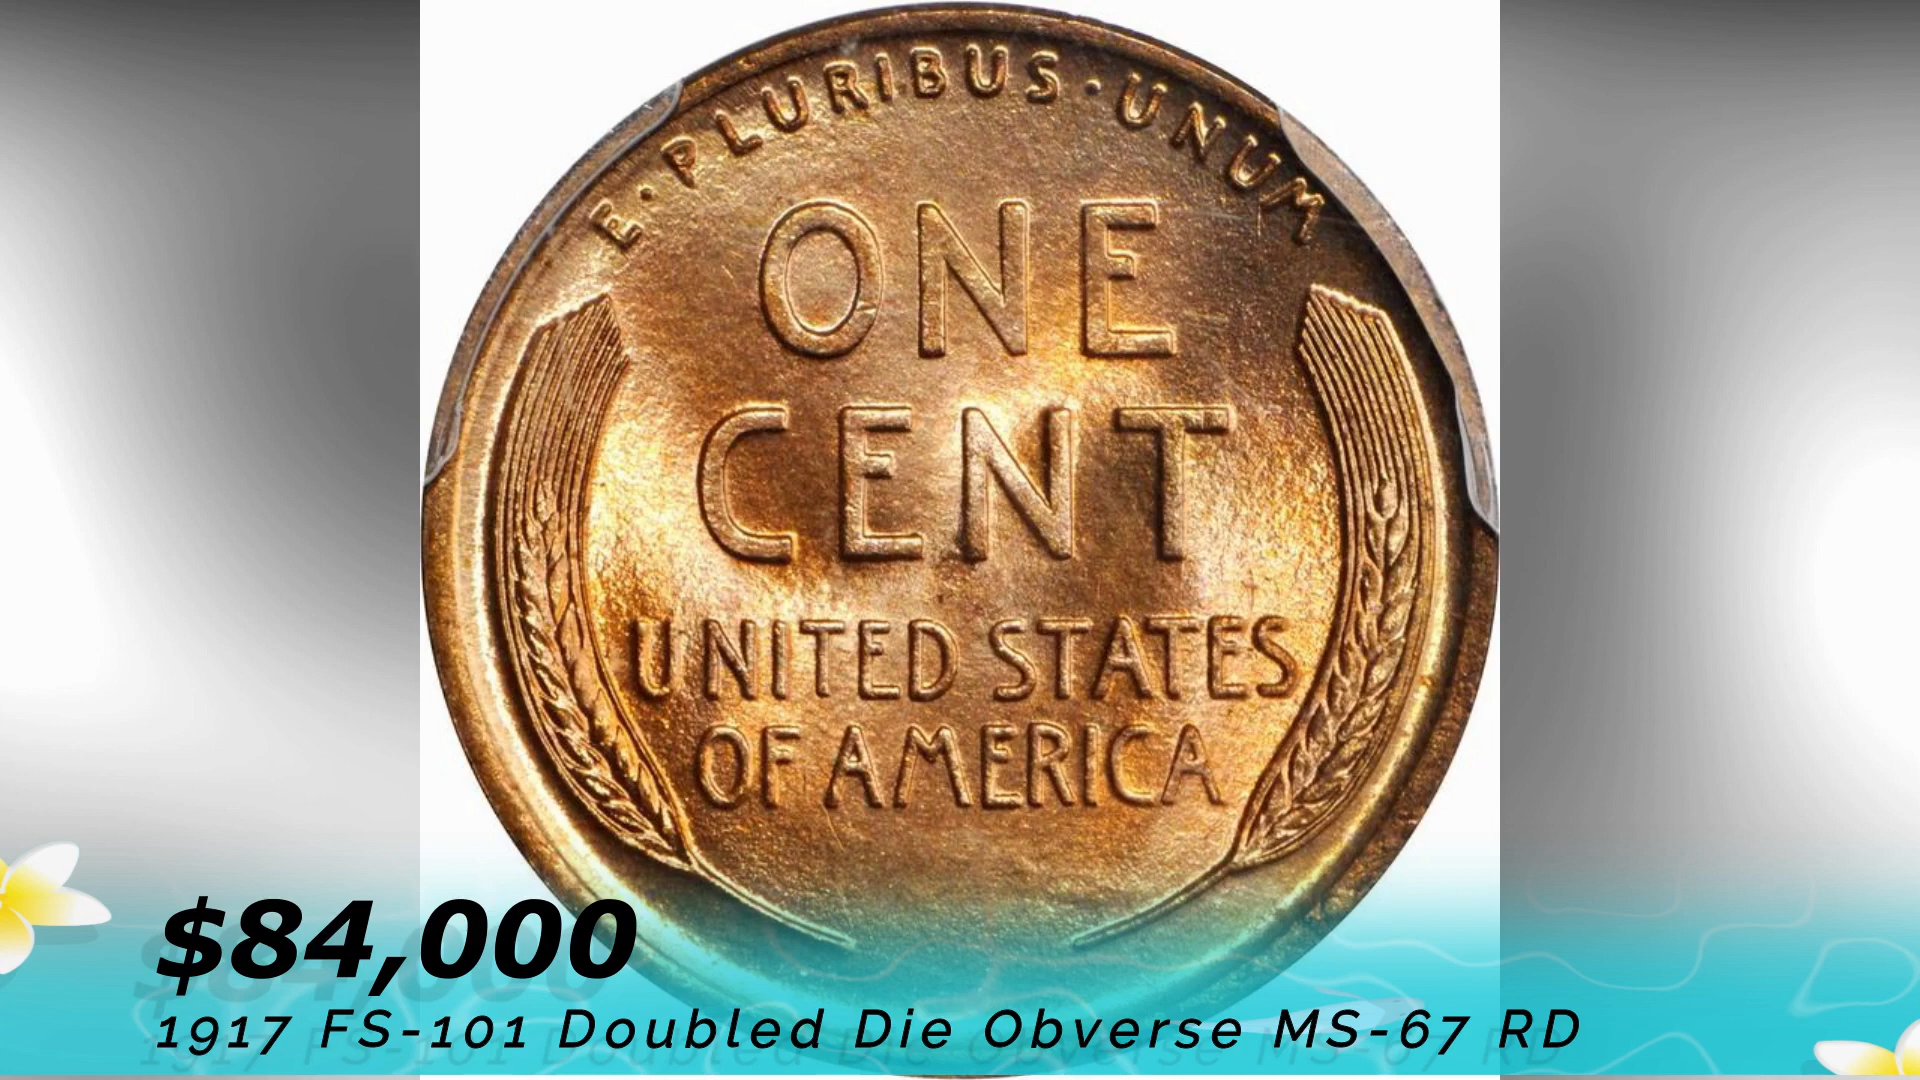 E · PLURIBUS · UNUM
ONE
CENT
UNITED STATES
OF AMERICA
$84,000
1917 FS-101 Doubled Die Obverse MS-67 RD